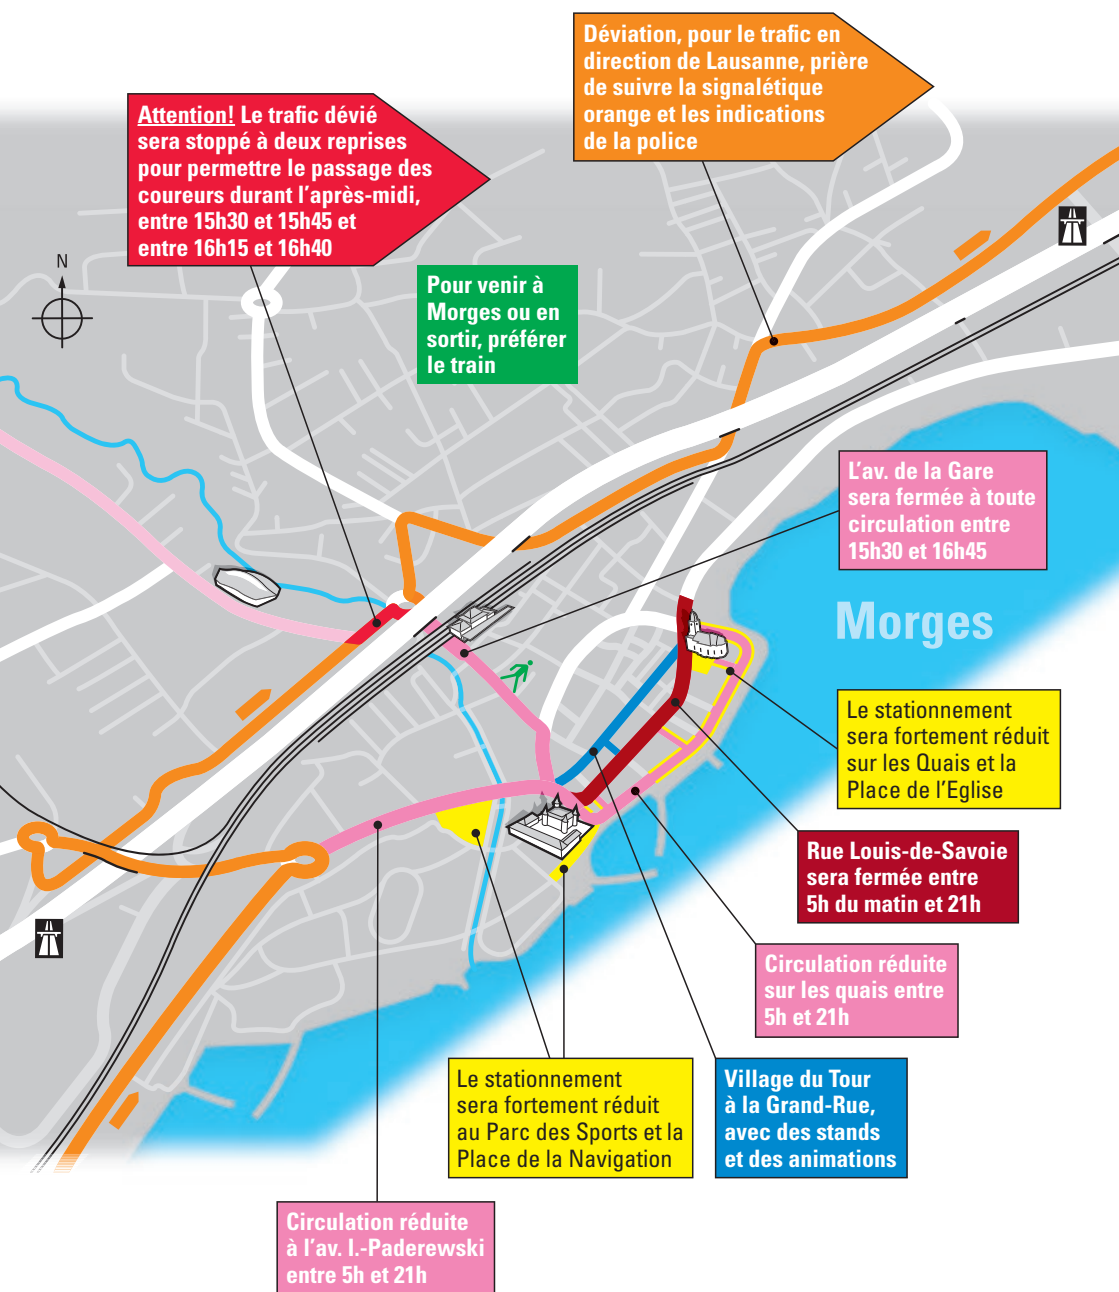 Déviation, pour le trafic en
direction de Lausanne, prière
de suivre la signalétique
orange et les indications
de la police
Attention! Le trafic dévié
sera stoppé à deux reprises
pour permettre le passage des
coureurs durant l'après-midi,
entre 15h30 et 15h45 et
entre 16h15 et 16h40
N
Pour venir à
Morges ou en
sortir, préférer
le train
L'av. de la Gare
sera fermée à toute
circulation entre
15h30 et 16h45
Morges
Le stationnement
sera fortement réduit
sur les Quais et la
Place de l'Eglise
Rue Louis-de-Savoie
sera fermée entre
5h du matin et 21h
Circulation réduite
sur les quais entre
5h et 21h
Le stationnement
sera fortement réduit
au Parc des Sports et la
Place de la Navigation
Village du Tour
à la Grand-Rue,
avec des stands
et des animations
Circulation réduite
à l'av. I.-Paderewski
entre 5h et 21h